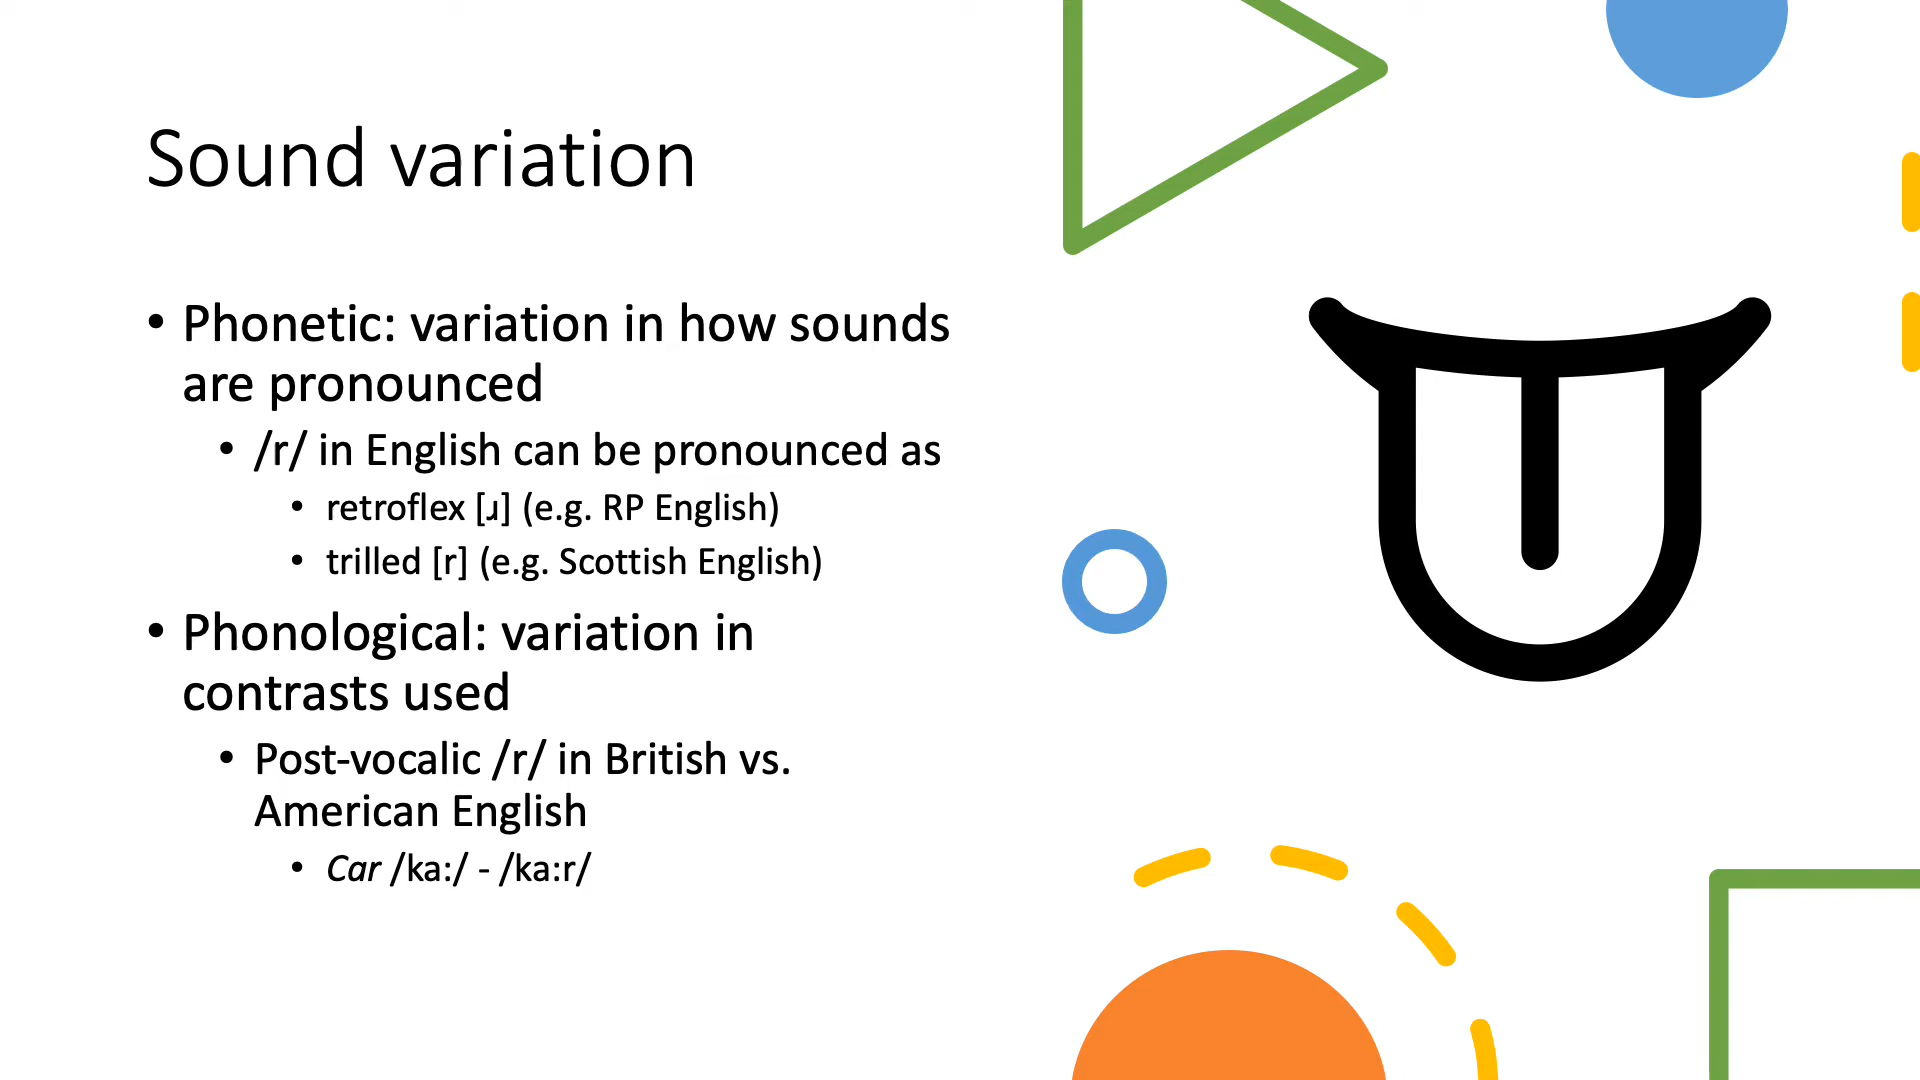 Sound variation
• Phonetic: variation in how sounds
are pronounced
• /r/ in English can be pronounced as
• retroflex [ɹ] (e.g. RP English)
• trilled [r] (e.g. Scottish English)
• Phonological: variation in
contrasts used
• Post-vocalic /r/ in British vs.
American English
• Car /ka:/ - /ka:r/